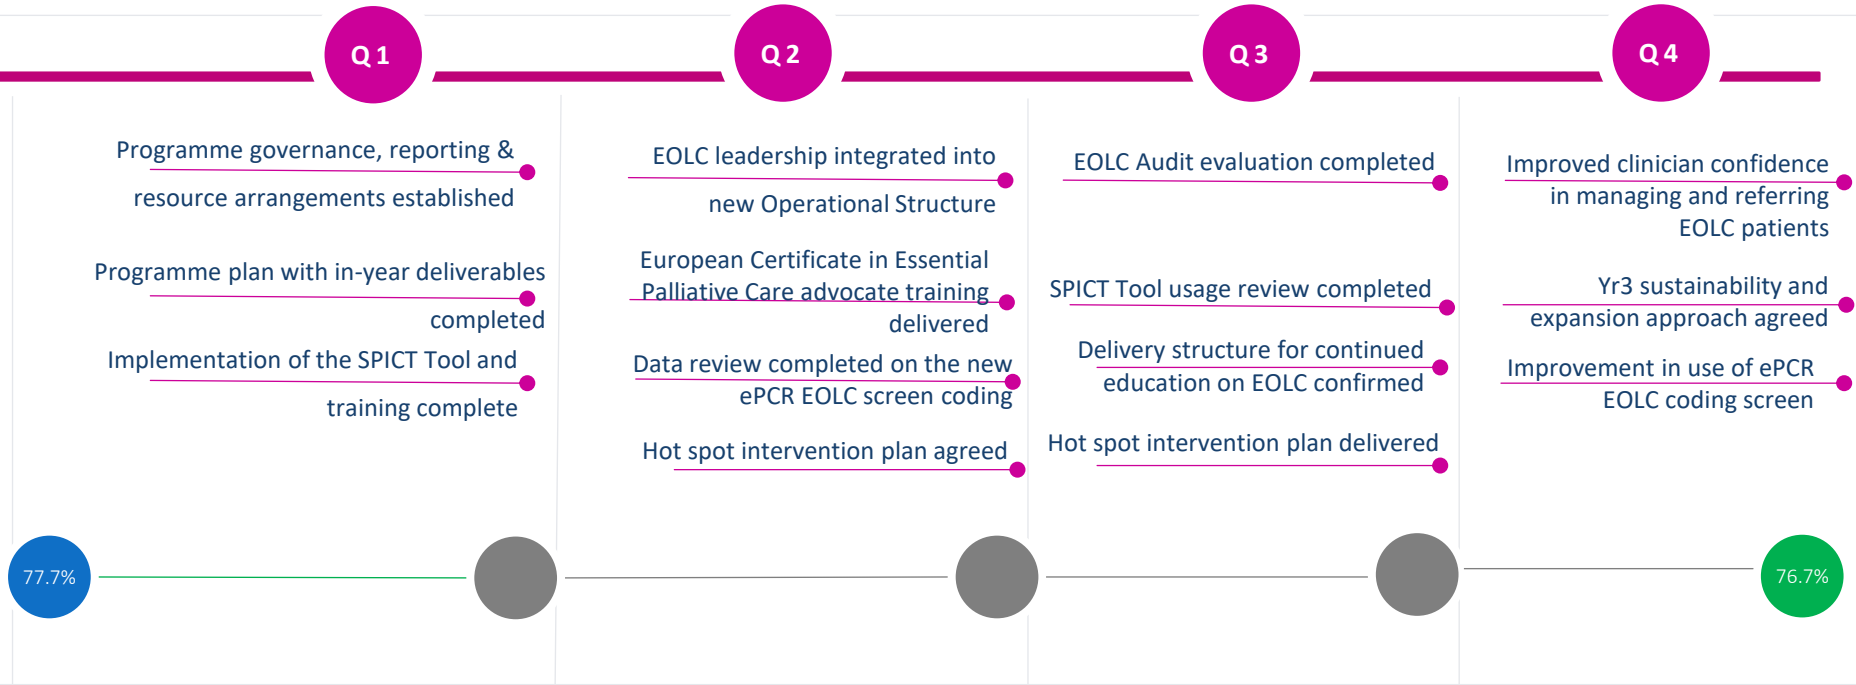 Q 1
Q 2
Q 3
Q 4
Programme governance, reporting &
resource arrangements established
Programme plan with in-year deliverables
completed
Implementation of the SPICT Tool and
training complete
EOLC leadership integrated into
new Operational Structure
European Certificate in Essential
Palliative Care advocate training
delivered
Data review completed on the new
ePCR EOLC screen coding
Hot spot intervention plan agreed
EOLC Audit evaluation completed
SPICT Tool usage review completed
Delivery structure for continued
education on EOLC confirmed
Hot spot intervention plan delivered
Improved clinician confidence
in managing and referring
EOLC patients
Yr3 sustainability and
expansion approach agreed
Improvement in use of ePCR
EOLC coding screen
77.7%
76.7%